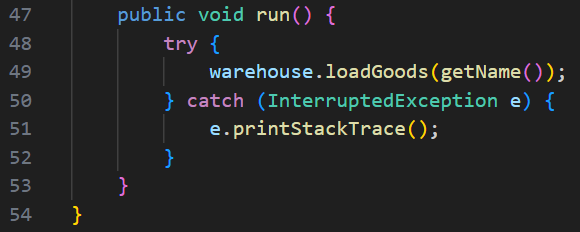 47 public void run() {
48 try {
49 warehouse.loadGoods(getName());
50 } catch (InterruptedException e) {
51 e.printStackTrace();
52 }
53 }
54 }